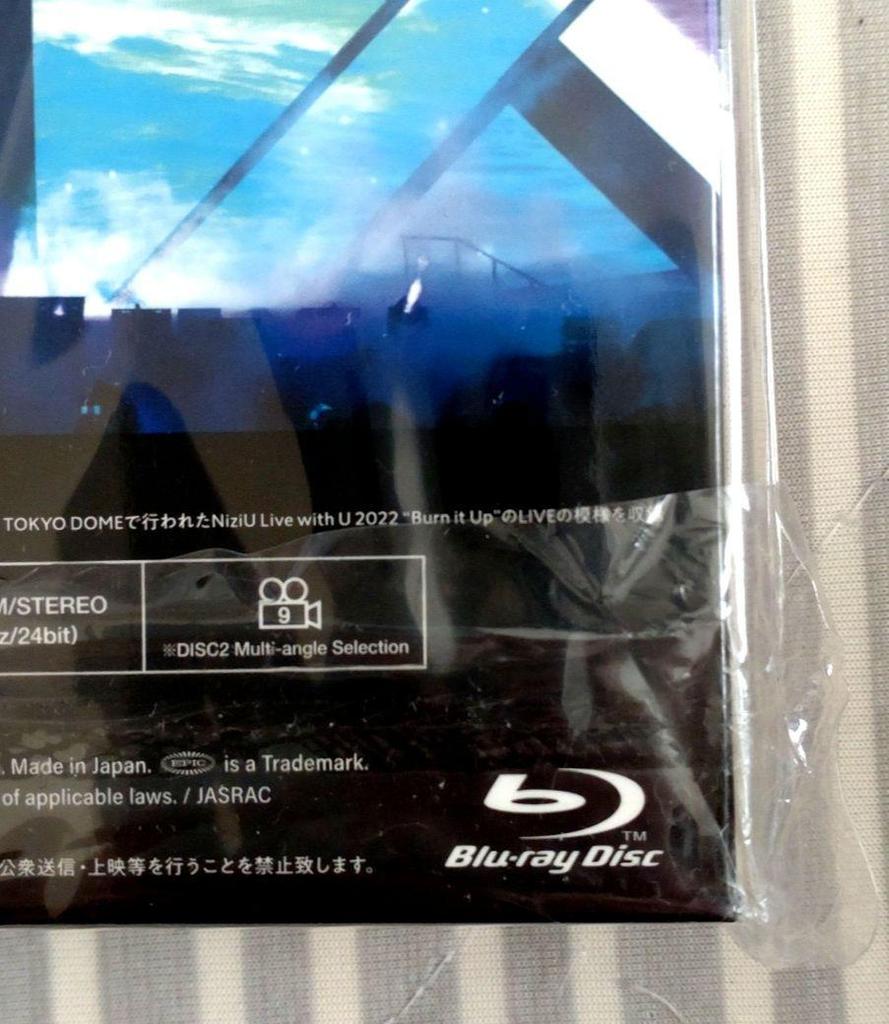 TOKYO DOMEで行われたNiziU Live with U 2022 "Burn it Up"のLIVEの模様を収
M/STEREO
z/24bit)
9
※DISC2 Multi-angle Selection
. Made in Japan. EPIC is a Trademark.
of applicable laws. / JASRAC
公衆送信・上映等を行うことを禁止致します。
TM
Blu-ray Disc